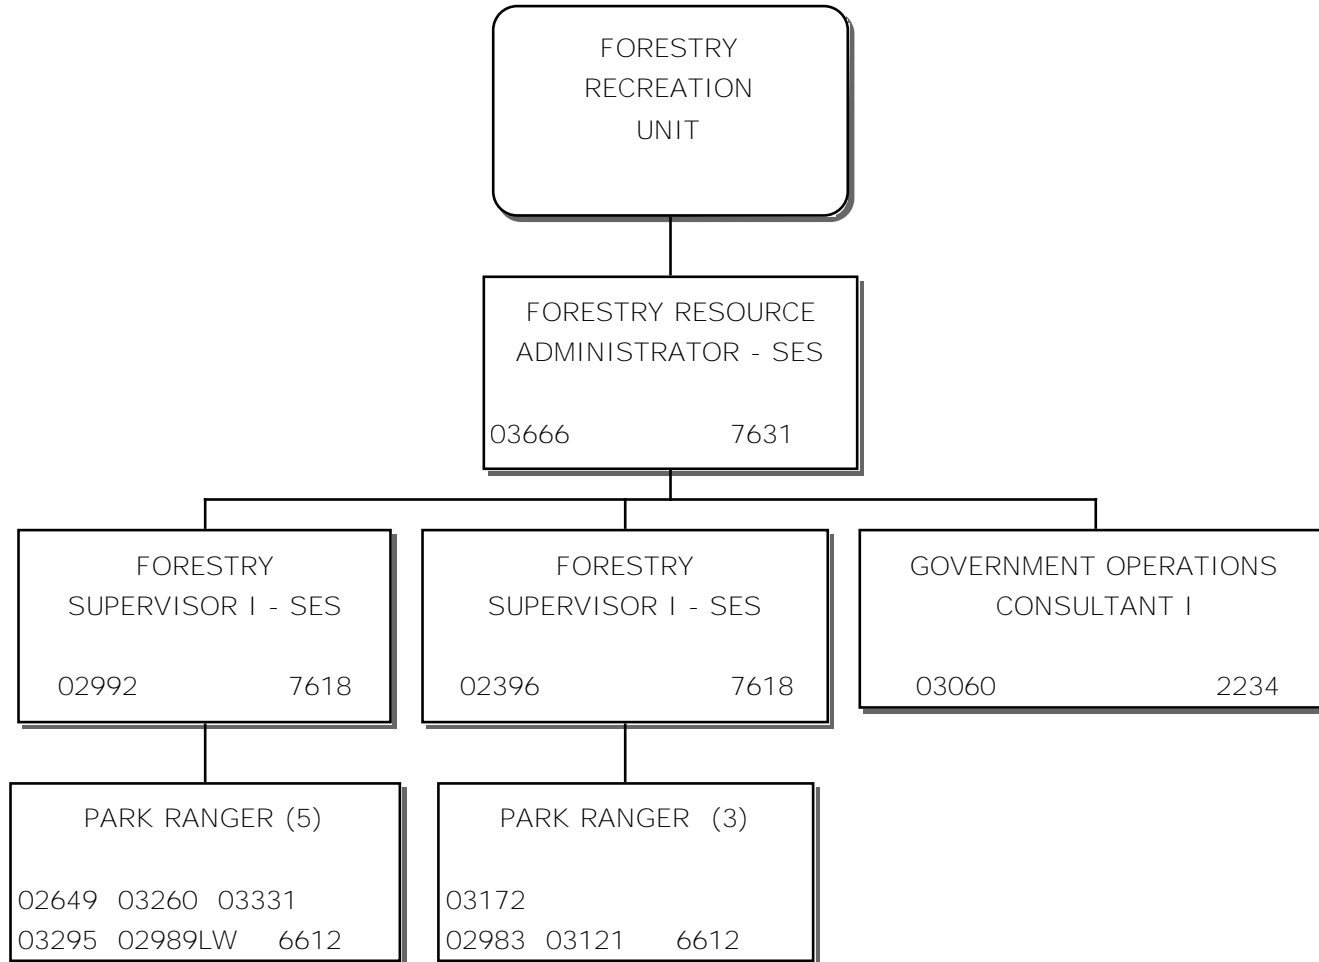 FORESTRY
RECREATION
UNIT
FORESTRY RESOURCE
ADMINISTRATOR - SES
03666 7631
FORESTRY
SUPERVISOR I - SES
02992 7618
FORESTRY
SUPERVISOR I - SES
02396 7618
GOVERNMENT OPERATIONS
CONSULTANT I
03060 2234
PARK RANGER (5)
02649 03260 03331
03295 02989LW 6612
PARK RANGER (3)
03172
02983 03121 6612